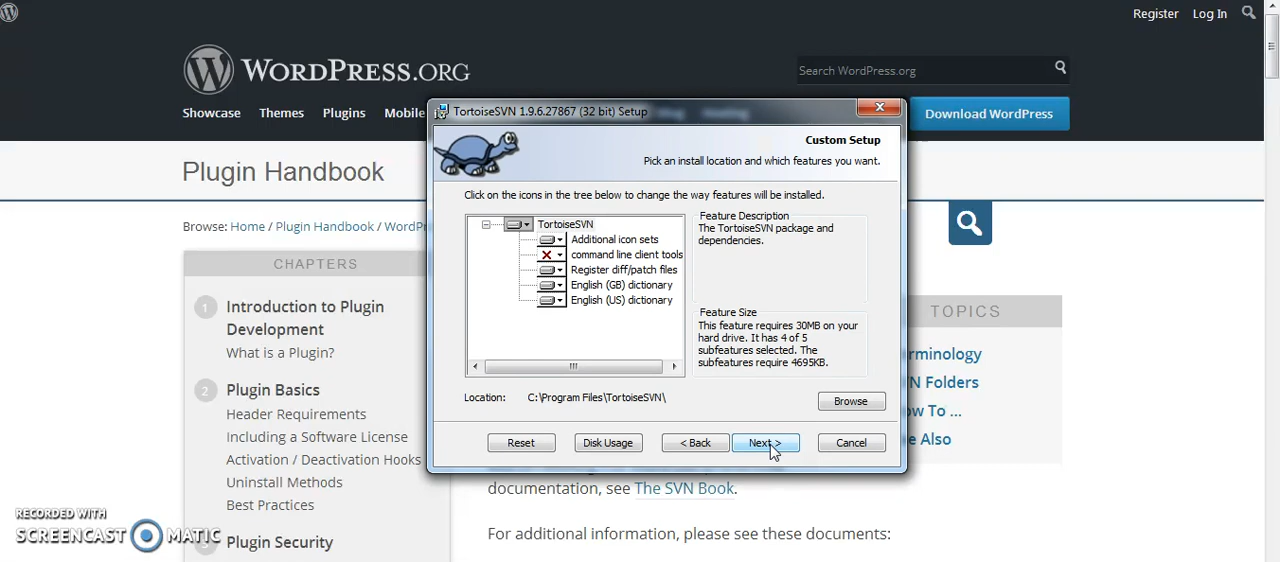 Register Log In
WORDPRESS.ORG
Search WordPress.org
Showcase Themes Plugins Mobile
Hosting
Download WordPress
Plugin Handbook
Browse: Home / Plugin Handbook / WordPr
CHAPTERS
1 Introduction to Plugin
Development
What is a Plugin?
2 Plugin Basics
Header Requirements
Including a Software License
Activation / Deactivation Hooks
Uninstall Methods
Best Practices
Plugin Security
RECORDED WITH
SCREENCAST MATIC
TortoiseSVN 1.9.6.27867 (32 bit) Setup
Custom Setup
Pick an install location and which features you want.
Click on the icons in the tree below to change the way features will be installed.
TortoiseSVN
Additional icon sets
command line client tools
Register diff/patch files
English (GB) dictionary
English (US) dictionary
Feature Description
The TortoiseSVN package and
dependencies.
Feature Size
This feature requires 30MB on your
hard drive. It has 4 of 5
subfeatures selected. The
subfeatures require 4695KB.
Location: C:\Program Files\TortoiseSVN\
Browse
Reset Disk Usage < Back Next > Cancel
TOPICS
rminology
N Folders
ow To ...
e Also
documentation, see The SVN Book.
For additional information, please see these documents: